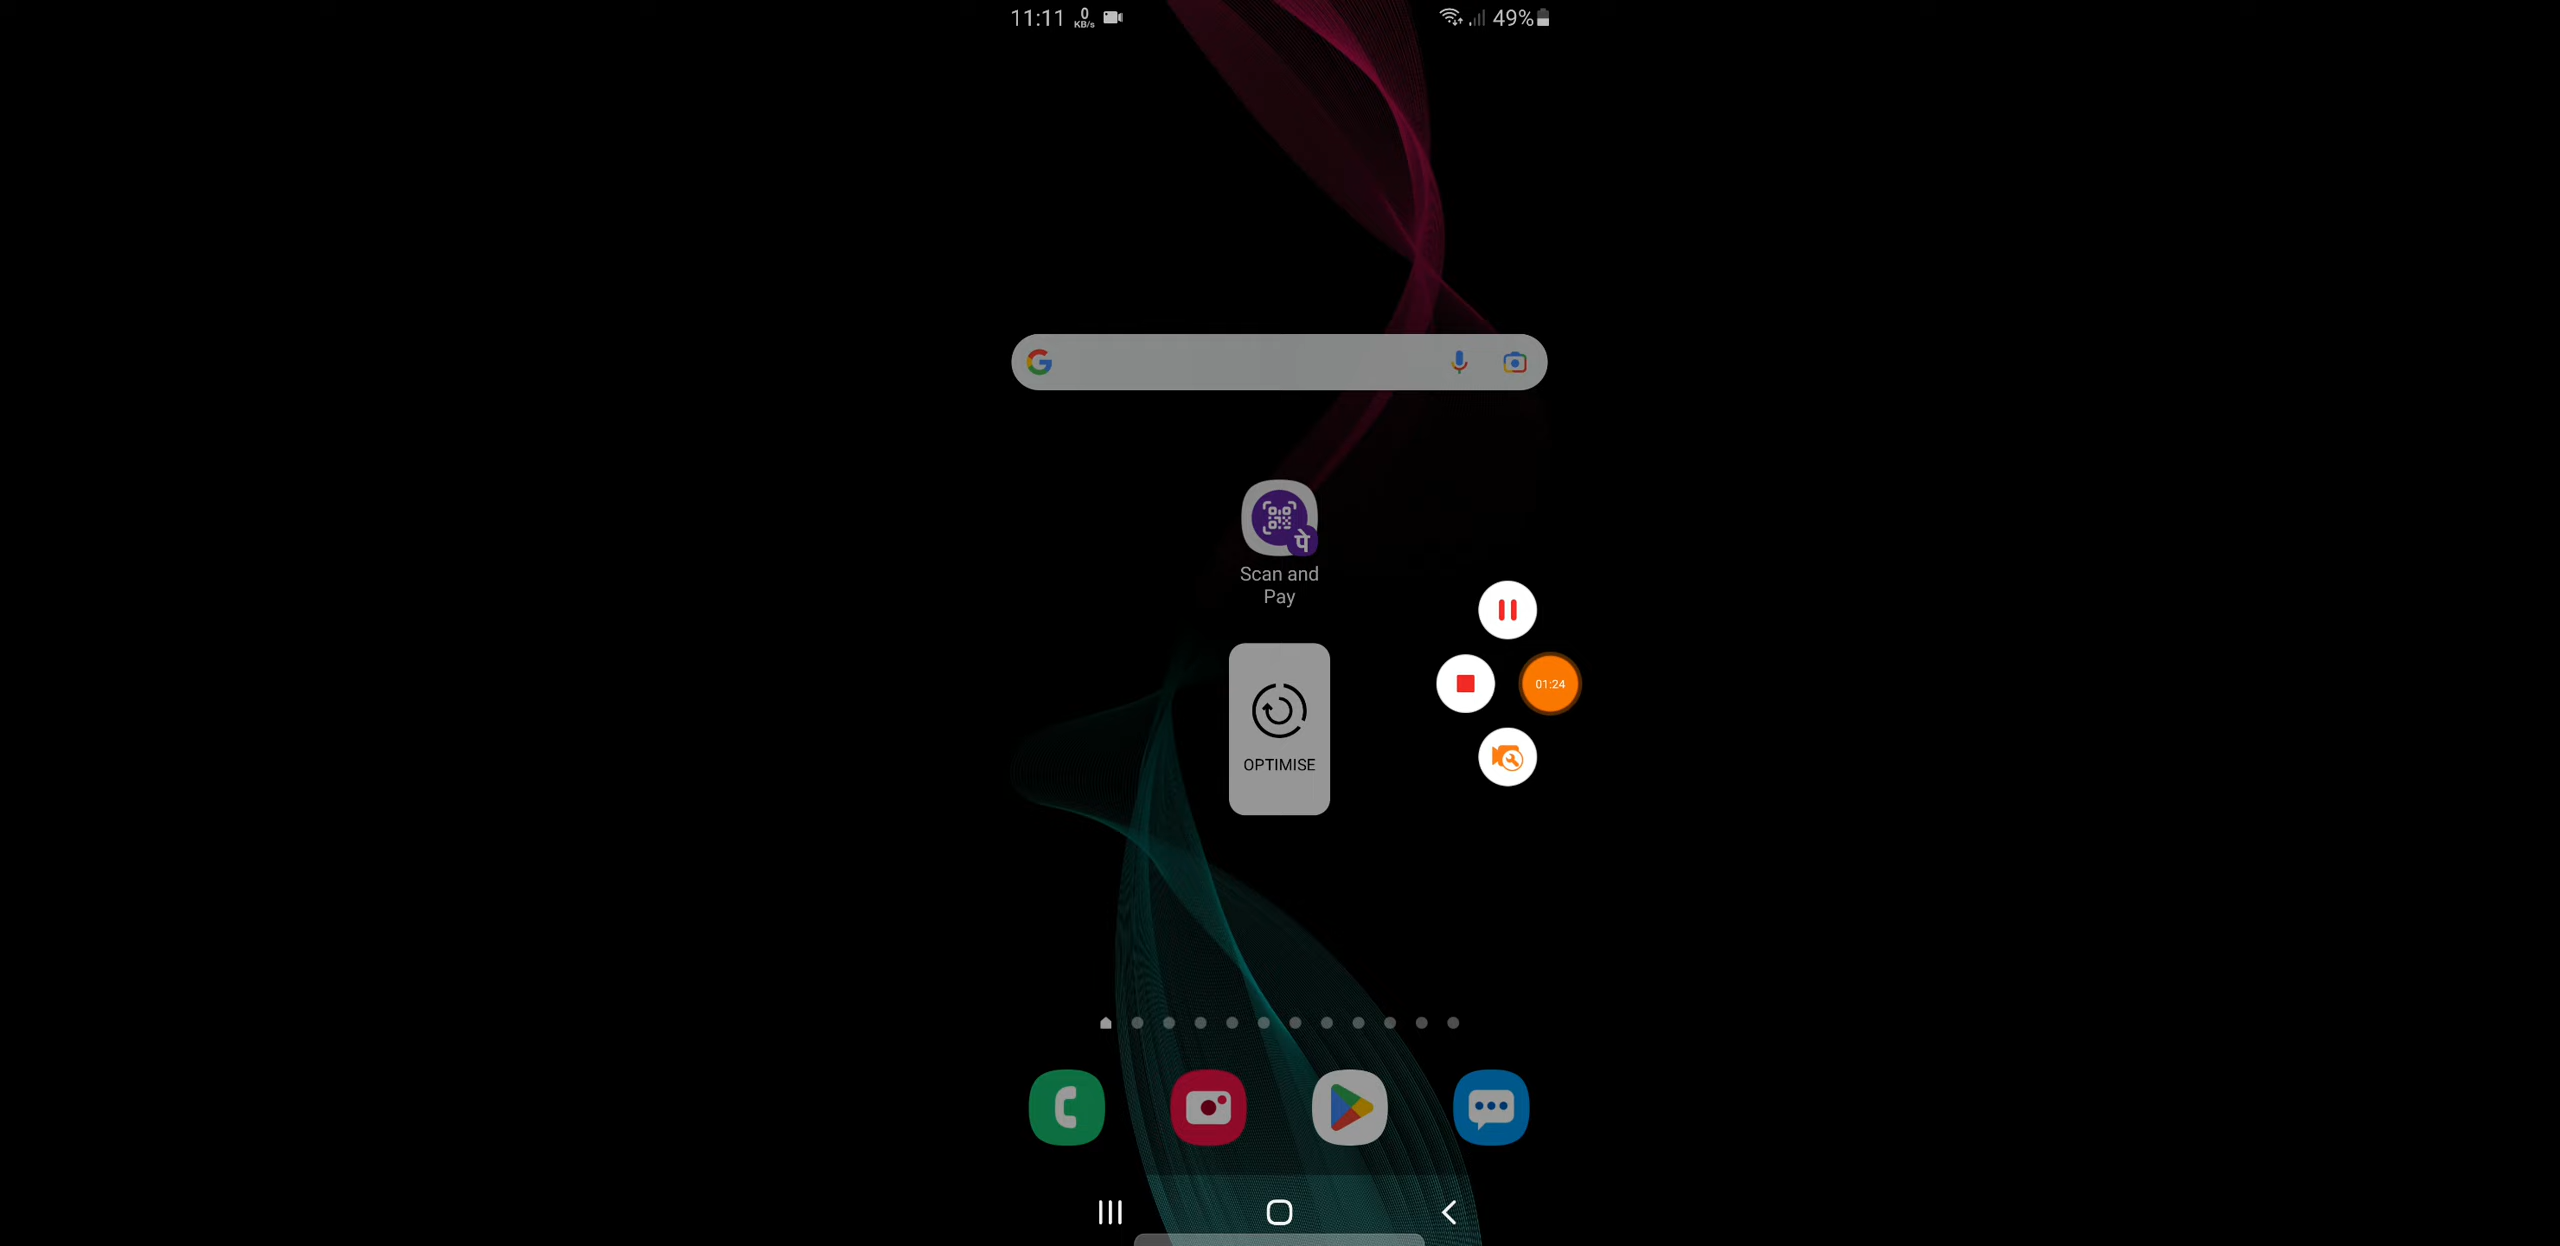 11:11 0 KB/s 49%
G
पे
Scan and
Pay
01:24
OPTIMISE